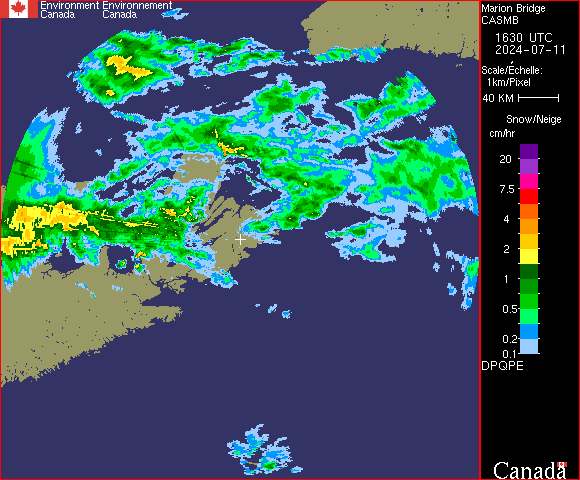 Environment Environnement
Canada Canada
Marion Bridge
CASMB
1630 UTC
2024-07-11
Scale/Echelle:
1km/Pixel
40 KM
Snow/Neige
cm/hr
20
7.5
4
2
1
0.5
0.2
0.1
DPQPE
Canada